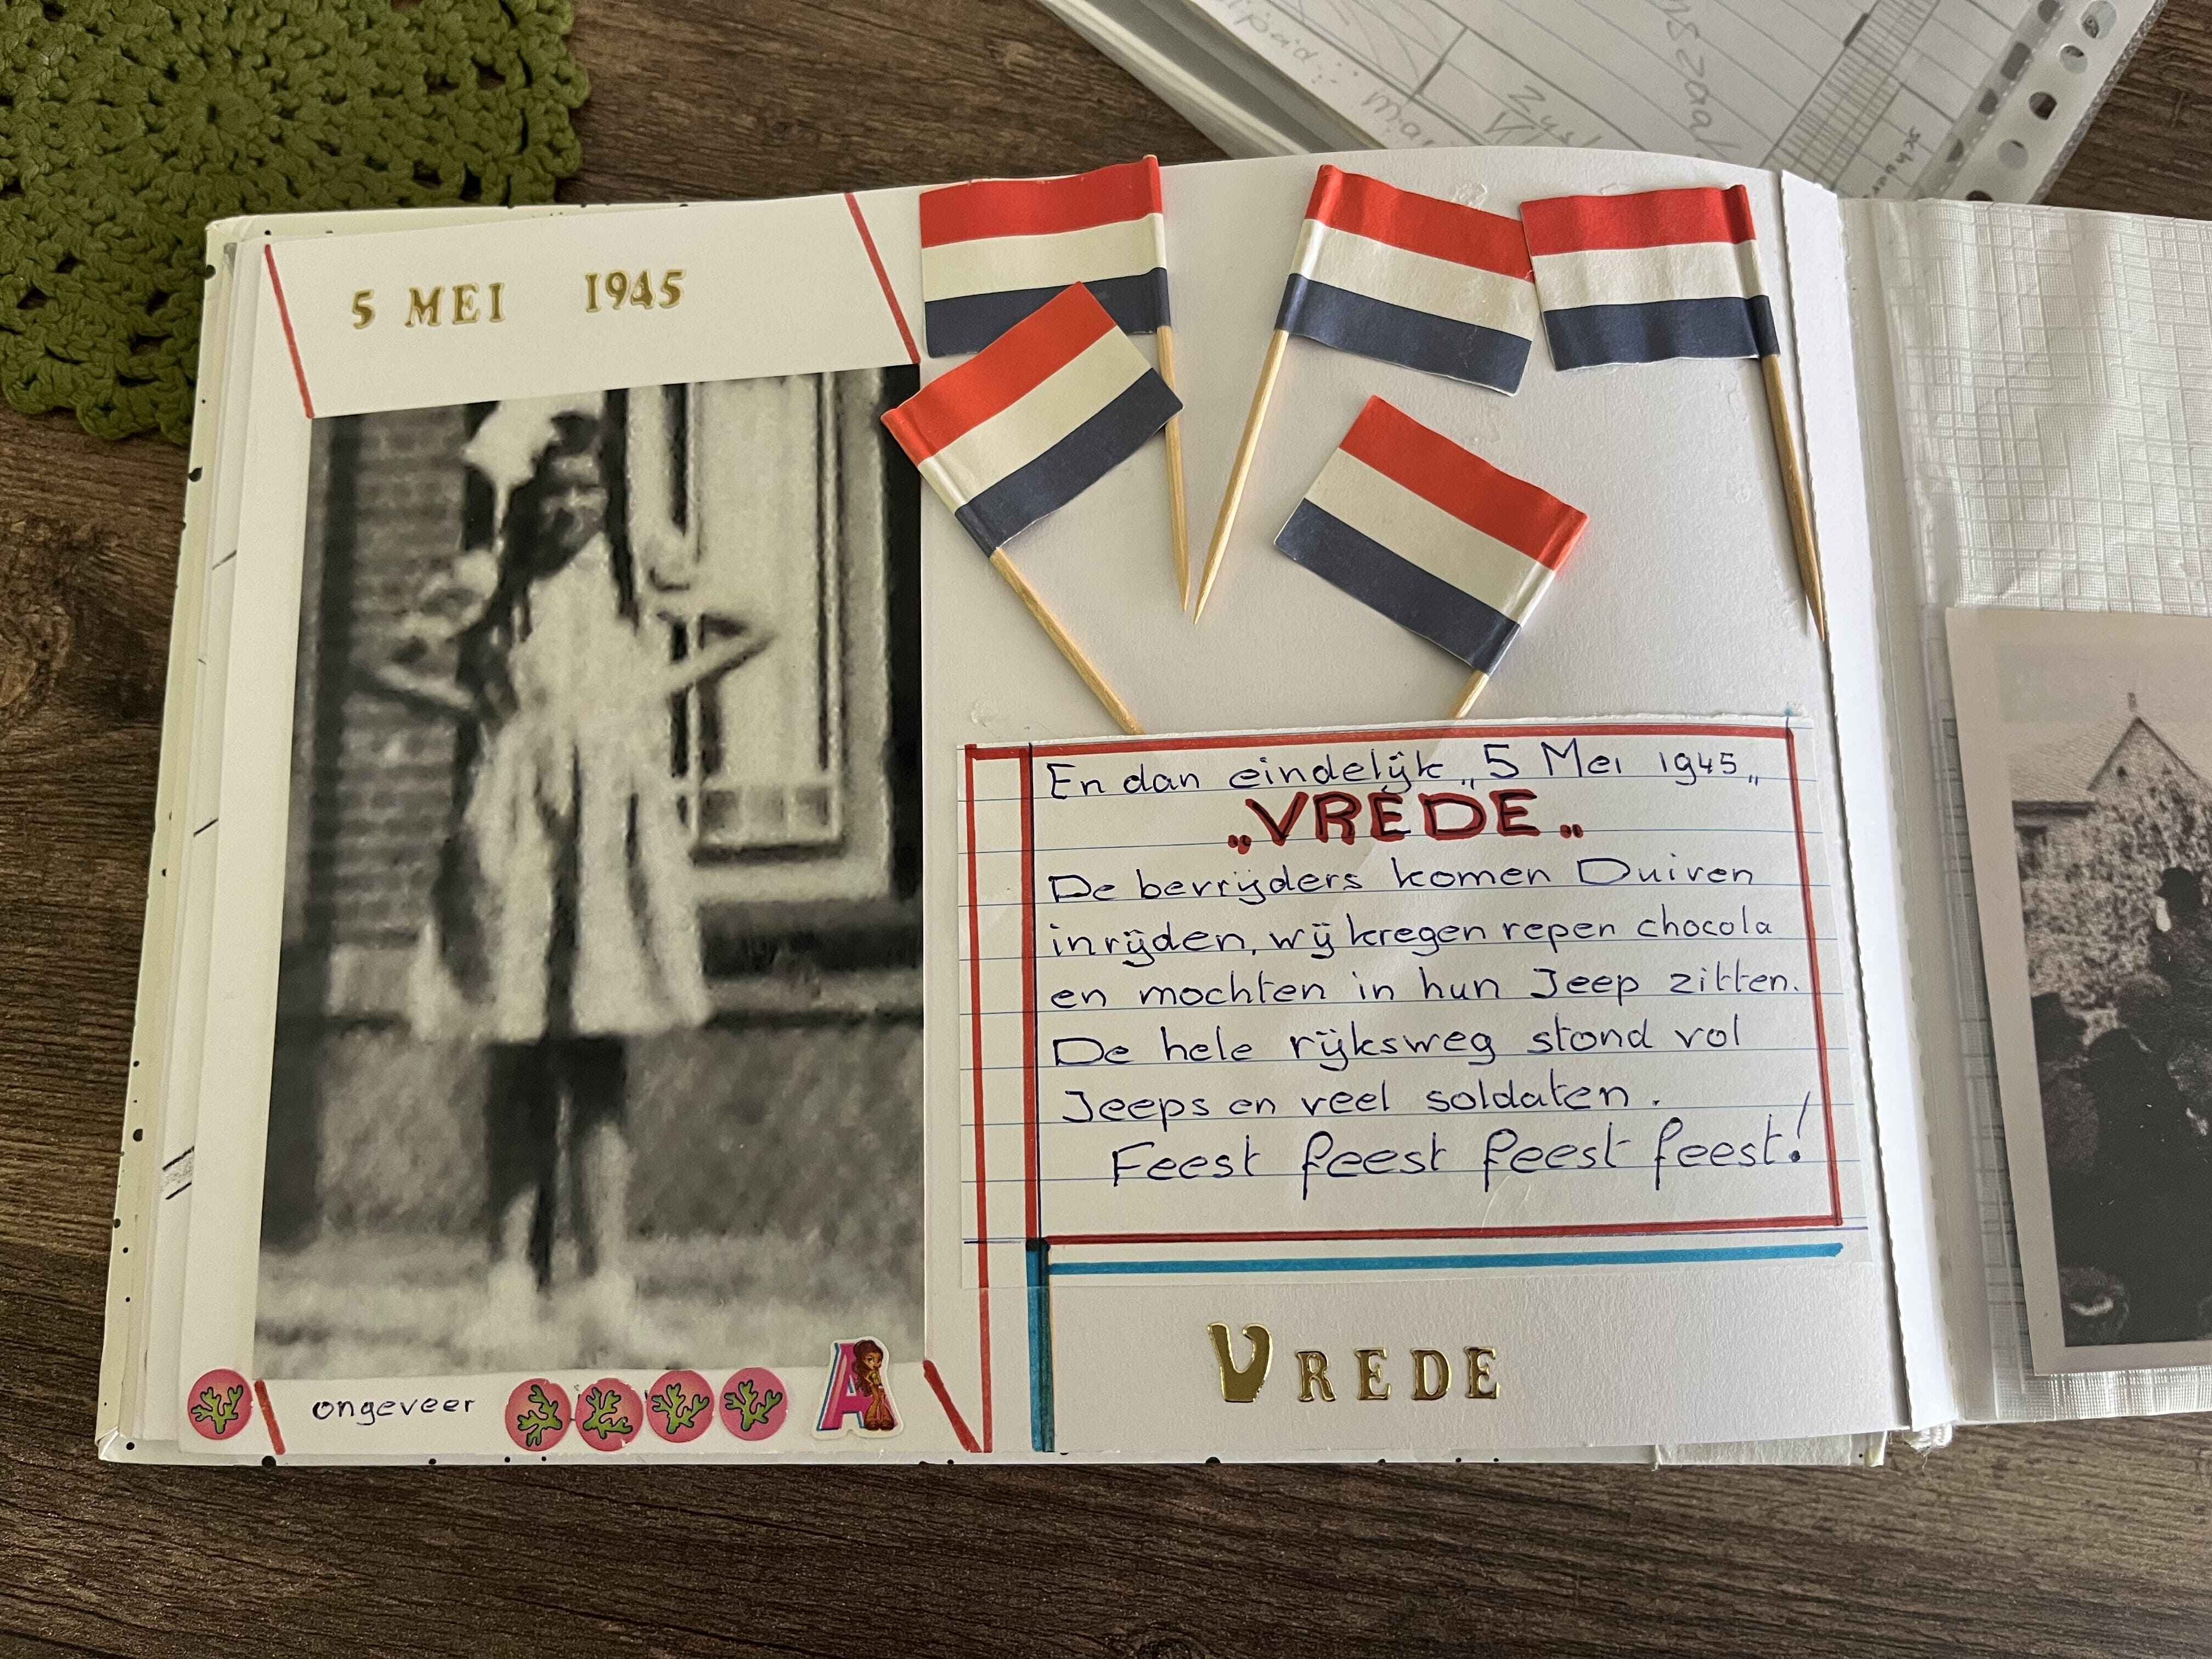 5 MEI 1945
En dan eindelijk „5 Mei 1945„
„VREDE„
De bevrijders komen Duiven
inrijden, wij kregen repen chocola
en mochten in hun Jeep zitten.
De hele rijksweg stond vol
Jeeps en veel soldaten.
Feest feest feest feest!
ongeveer
A
VREDE